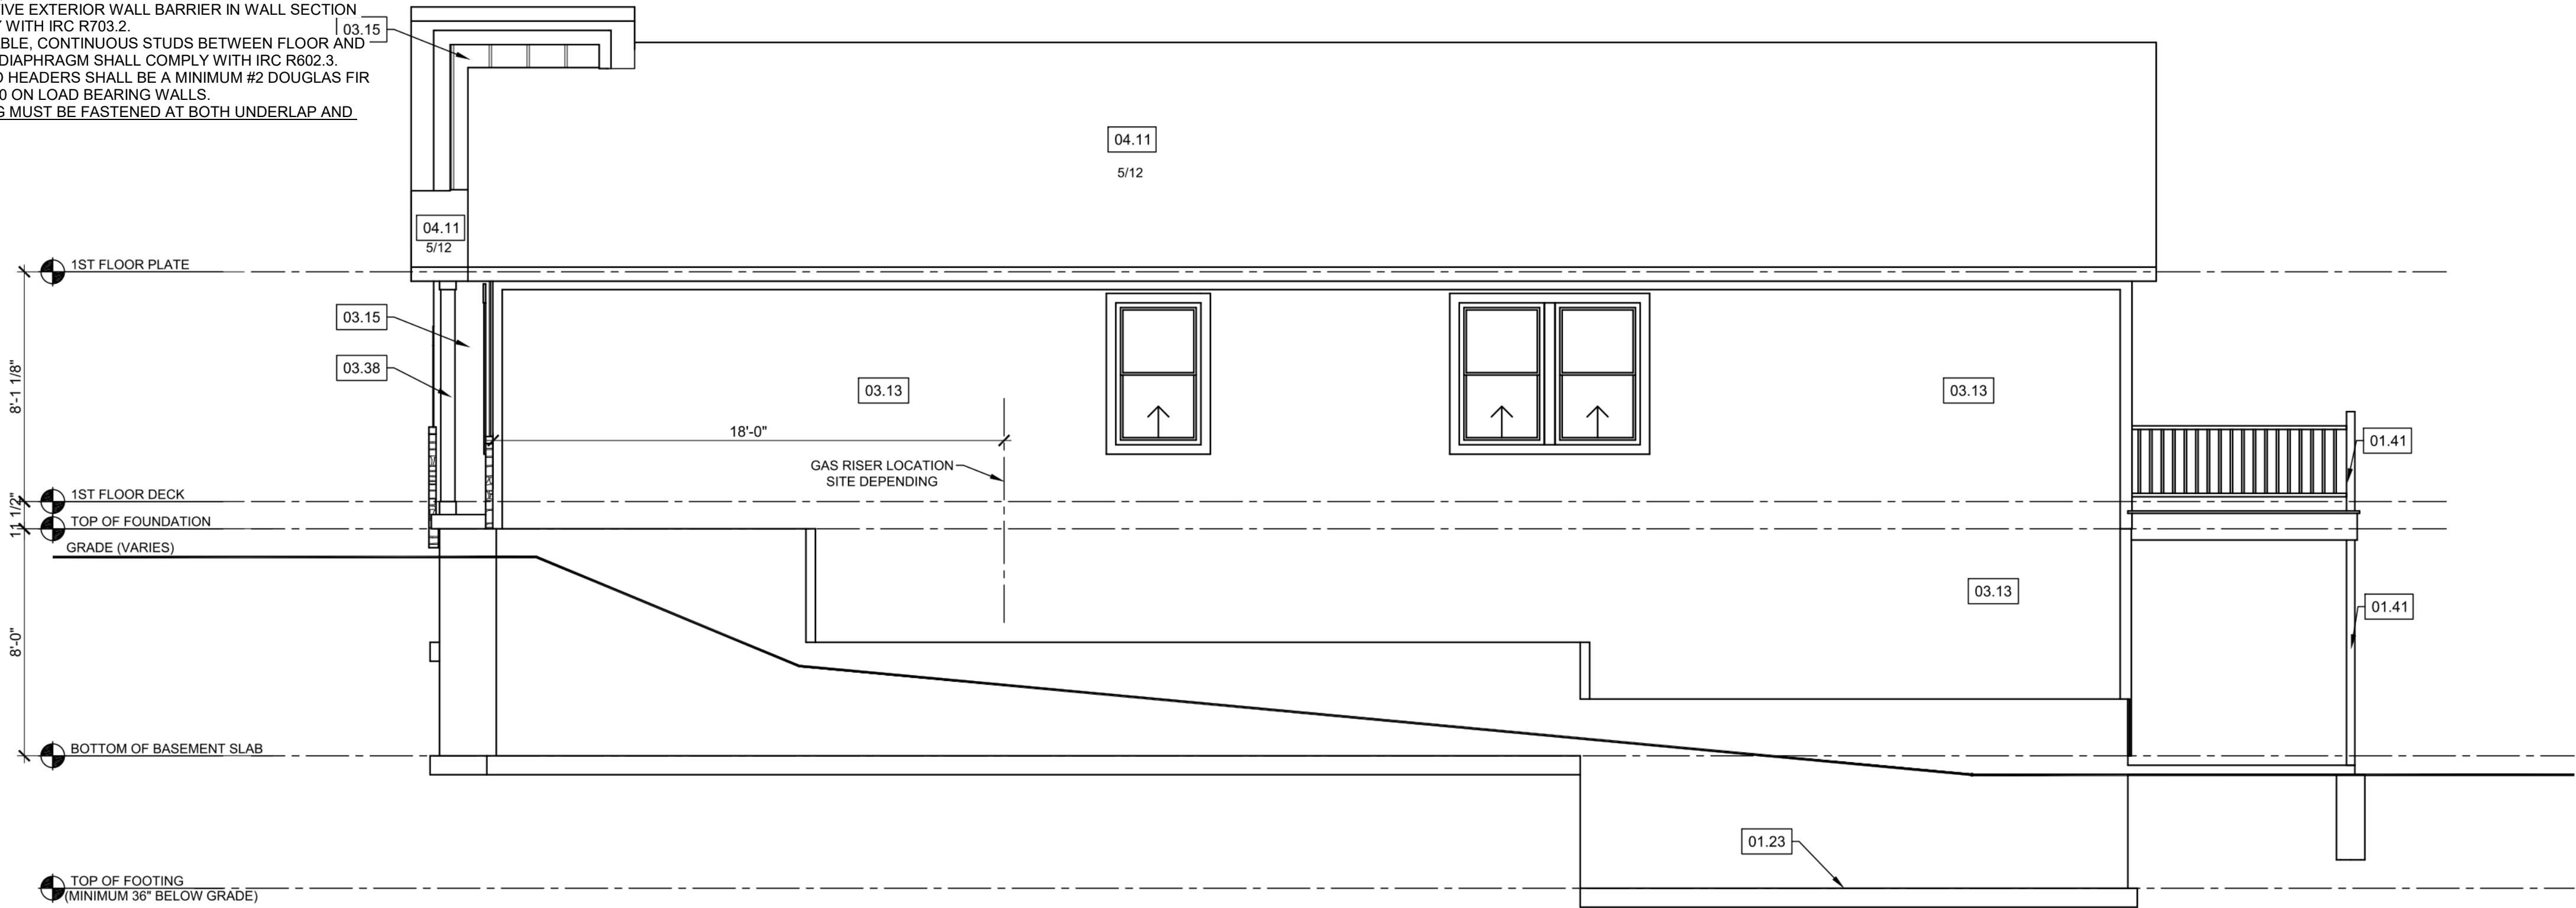 TIVE EXTERIOR WALL BARRIER IN WALL SECTION
WITH IRC R703.2.
BLE, CONTINUOUS STUDS BETWEEN FLOOR AND
DIAPHRAGM SHALL COMPLY WITH IRC R602.3.
HEADERS SHALL BE A MINIMUM #2 DOUGLAS FIR
0 ON LOAD BEARING WALLS.
G MUST BE FASTENED AT BOTH UNDERLAP AND
03.15
04.11
5/12
04.11
5/12
1ST FLOOR PLATE
03.15
03.38
8'-1 1/8"
03.13
03.13
18'-0"
GAS RISER LOCATION
SITE DEPENDING
01.41
1ST FLOOR DECK
11 1/2"
TOP OF FOUNDATION
GRADE (VARIES)
03.13
01.41
8'-0"
BOTTOM OF BASEMENT SLAB
01.23
TOP OF FOOTING
(MINIMUM 36" BELOW GRADE)